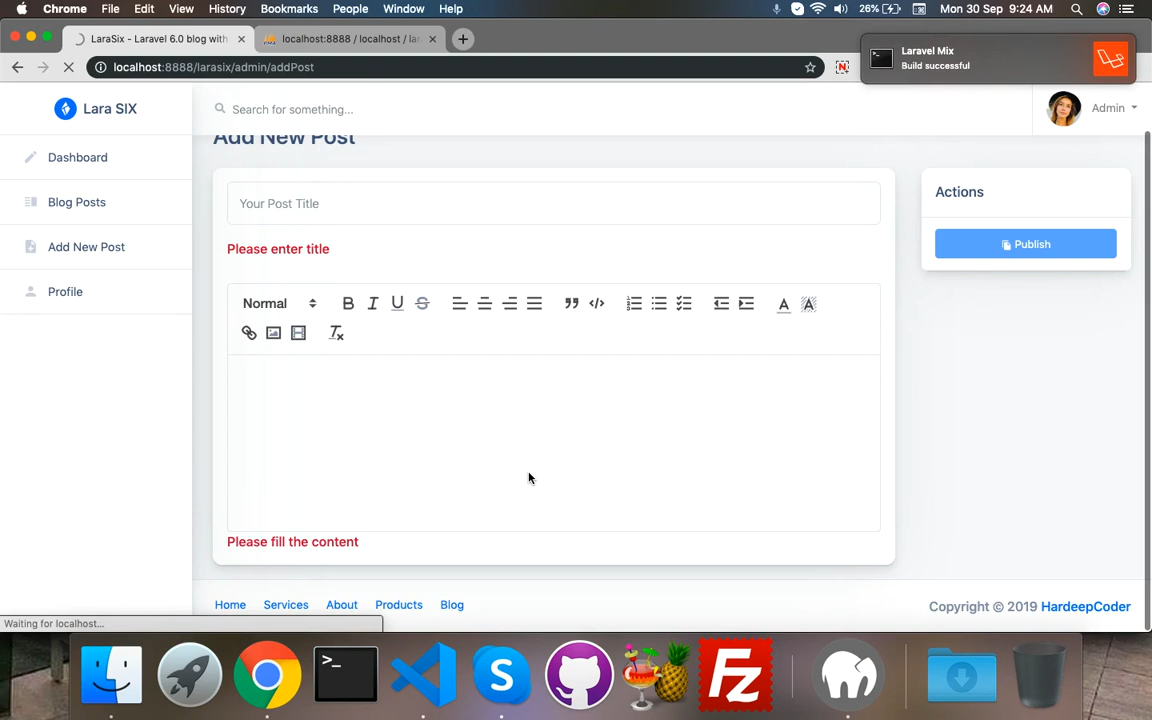 Chrome File Edit View History Bookmarks People Window Help
26% Mon 30 Sep 9:24 AM
LaraSix - Laravel 6.0 blog with
localhost:8888 / localhost / lar
localhost:8888/larasix/admin/addPost
Laravel Mix
Build successful
Lara SIX
Search for something...
Admin
Dashboard
Blog Posts
Add New Post
Profile
Add New Post
Your Post Title
Please enter title
Normal
B I U S
A A
Please fill the content
Actions
Publish
Home Services About Products Blog
Copyright © 2019 HardeepCoder
Waiting for localhost...